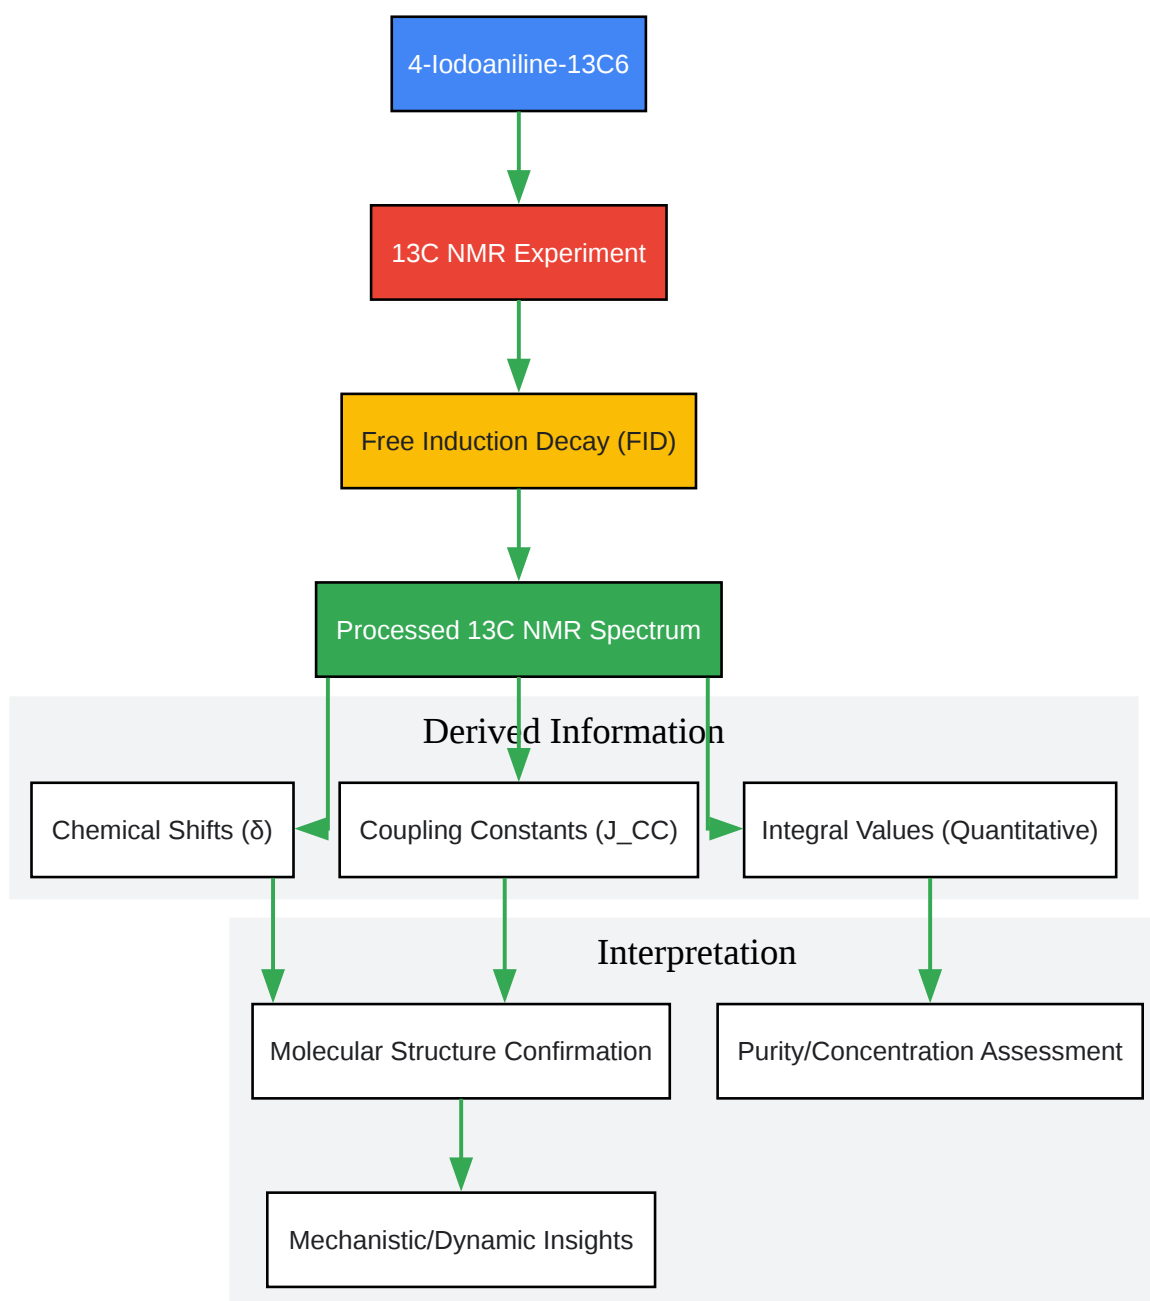 4-Iodoaniline-13C6
13C NMR Experiment
Free Induction Decay (FID)
Processed 13C NMR Spectrum
Derived Information
Chemical Shifts (δ)
Coupling Constants (J_CC)
Integral Values (Quantitative)
Interpretation
Molecular Structure Confirmation
Purity/Concentration Assessment
Mechanistic/Dynamic Insights